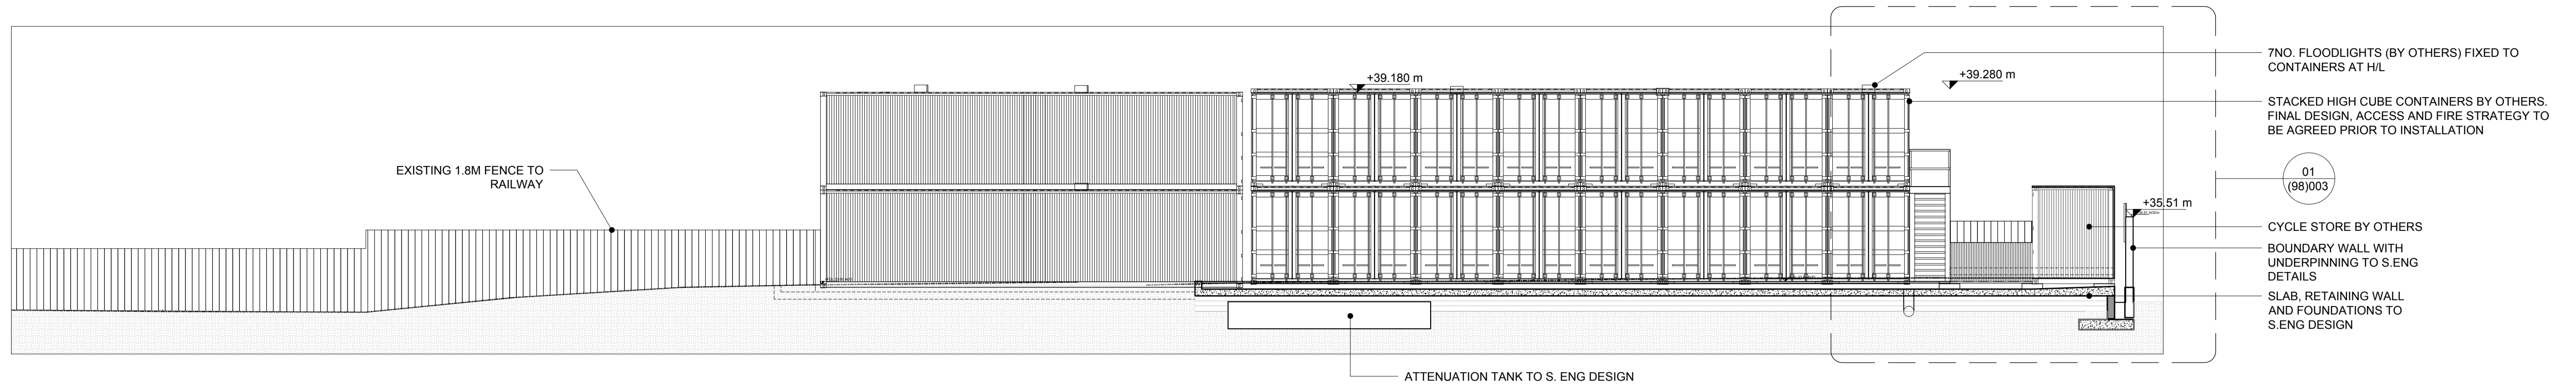 7NO. FLOODLIGHTS (BY OTHERS) FIXED TO
CONTAINERS AT H/L
+39.180 m
+39.280 m
STACKED HIGH CUBE CONTAINERS BY OTHERS.
FINAL DESIGN, ACCESS AND FIRE STRATEGY TO
BE AGREED PRIOR TO INSTALLATION
EXISTING 1.8M FENCE TO
RAILWAY
01
(98)003
+35.51 m
CYCLE STORE BY OTHERS
BOUNDARY WALL WITH
UNDERPINNING TO S.ENG
DETAILS
SLAB, RETAINING WALL
AND FOUNDATIONS TO
S.ENG DESIGN
ATTENUATION TANK TO S. ENG DESIGN